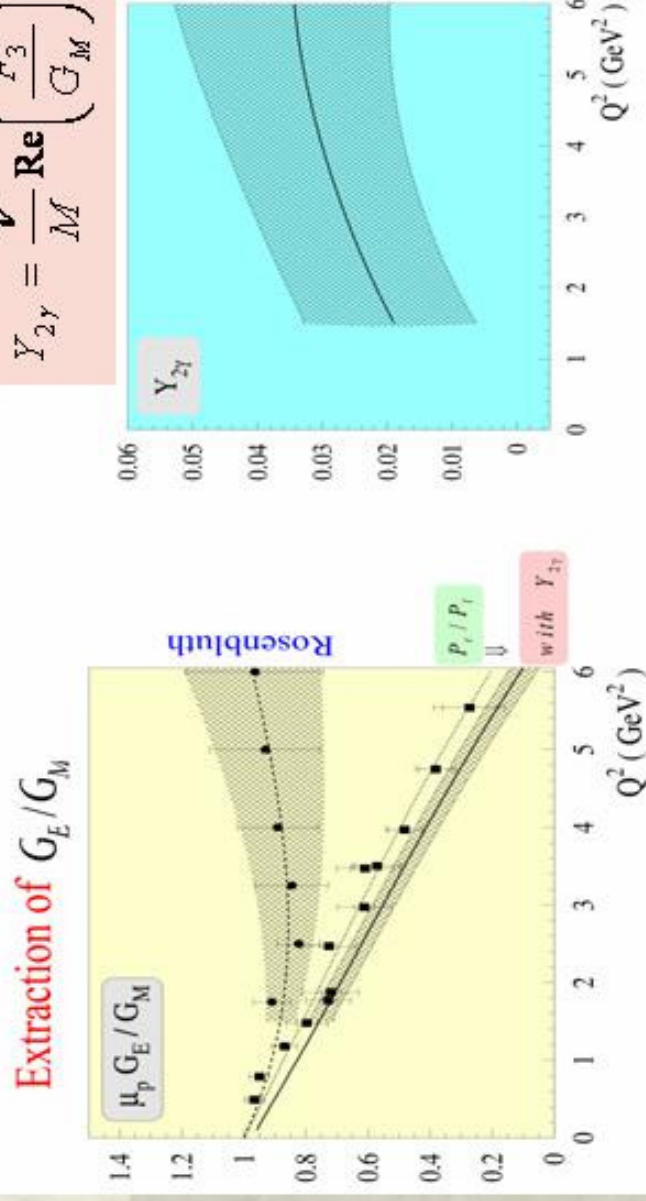 Extraction of G_E / G_M
μ_p G_E / G_M
1.4
1.2
1
0.8
0.6
0.4
0.2
0
0 1 2 3 4 5 6
Q² ( GeV² )
Rosenbluth
P_t / P_l
⇓
with Y_2γ
Y_2γ = ν / M Re ( / G_M )
Y_2γ
0.06
0.05
0.04
0.03
0.02
0.01
0
0 1 2 3 4 5 6
Q² ( GeV² )